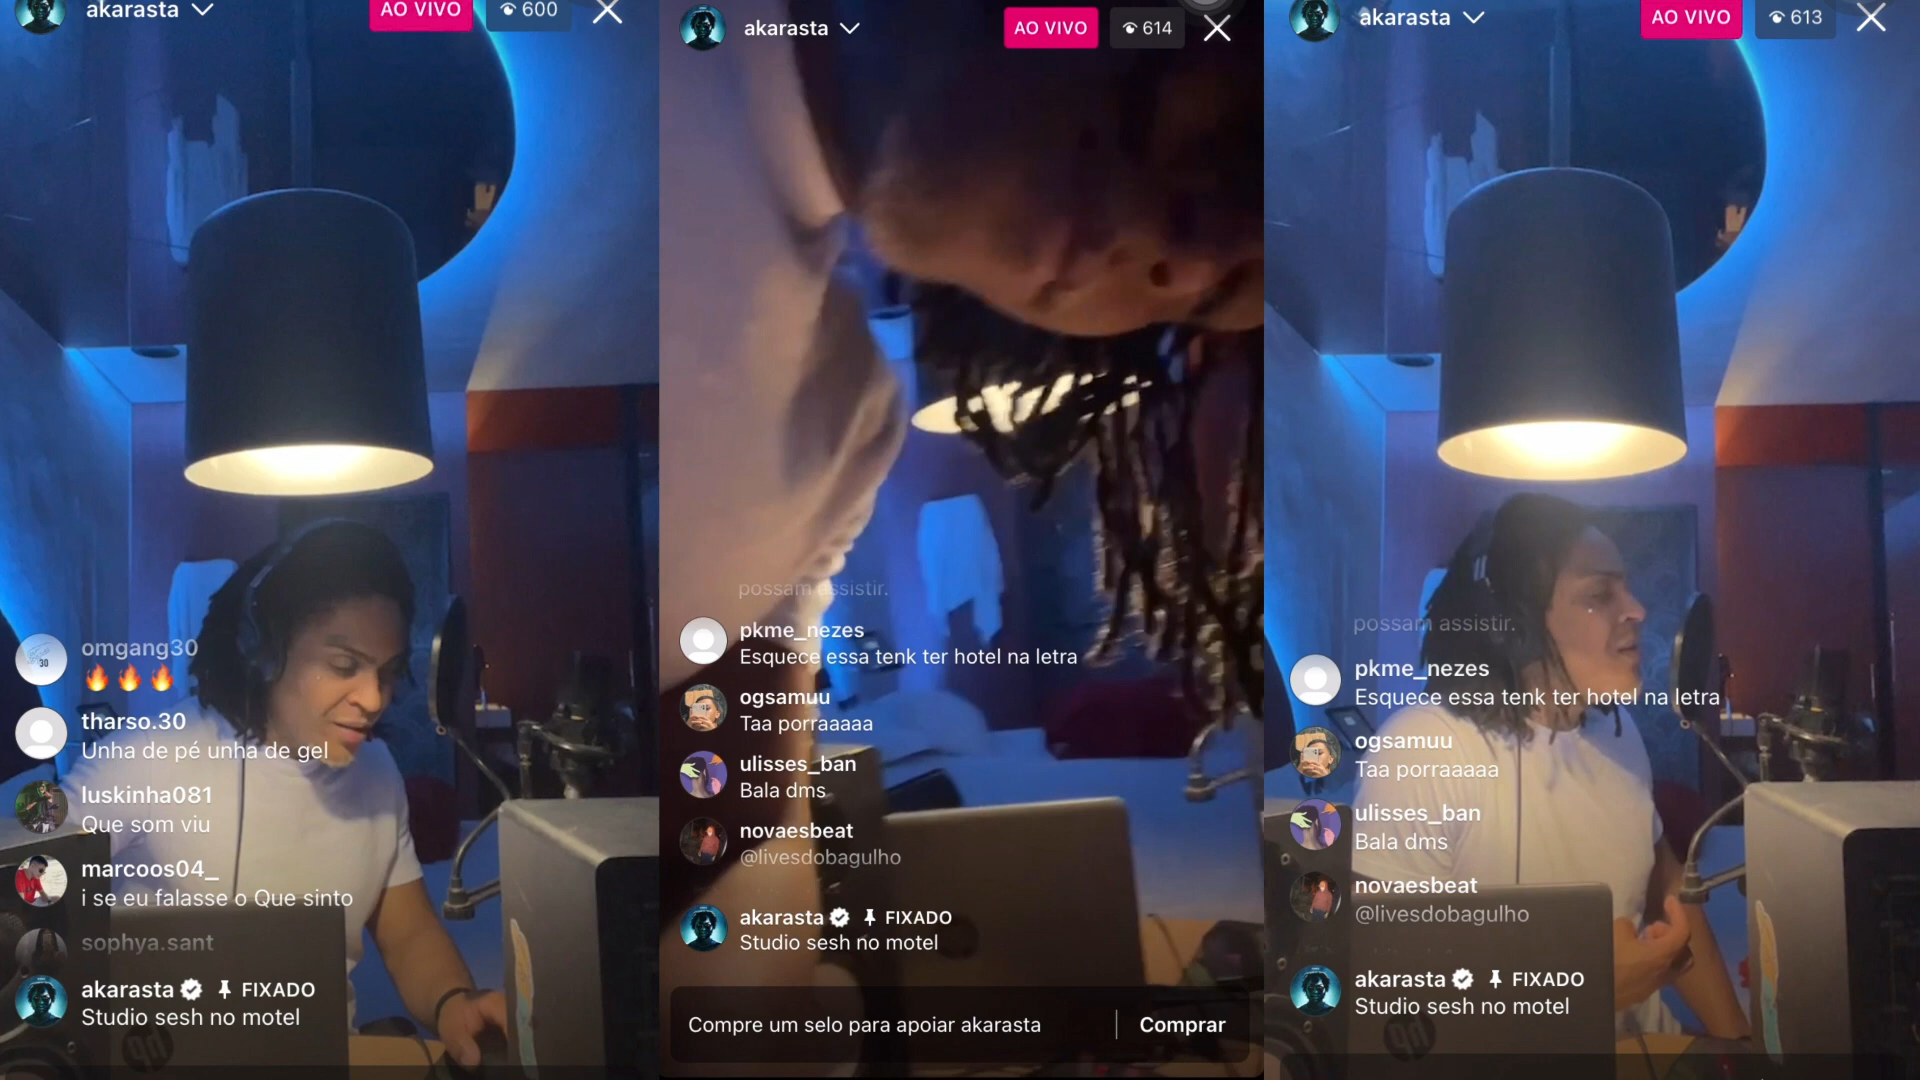 akarasta
AO VIVO
600
omgang30
🔥🔥🔥
tharso.30
Unha de pé unha de gel
luskinha081
Que som viu
marcoos04_
i se eu falasse o Que sinto
sophya.sant
akarasta FIXADO
Studio sesh no motel
hp
akarasta
AO VIVO
614
possam assistir.
pkme_nezes
Esquece essa tenk ter hotel na letra
ogsamuu
Taa porraaaaa
ulisses_ban
Bala dms
novaesbeat
@livesdobagulho
akarasta FIXADO
Studio sesh no motel
Compre um selo para apoiar akarasta
Comprar
akarasta
AO VIVO
613
possam assistir.
pkme_nezes
Esquece essa tenk ter hotel na letra
ogsamuu
Taa porraaaaa
ulisses_ban
Bala dms
novaesbeat
@livesdobagulho
akarasta FIXADO
Studio sesh no motel
hp